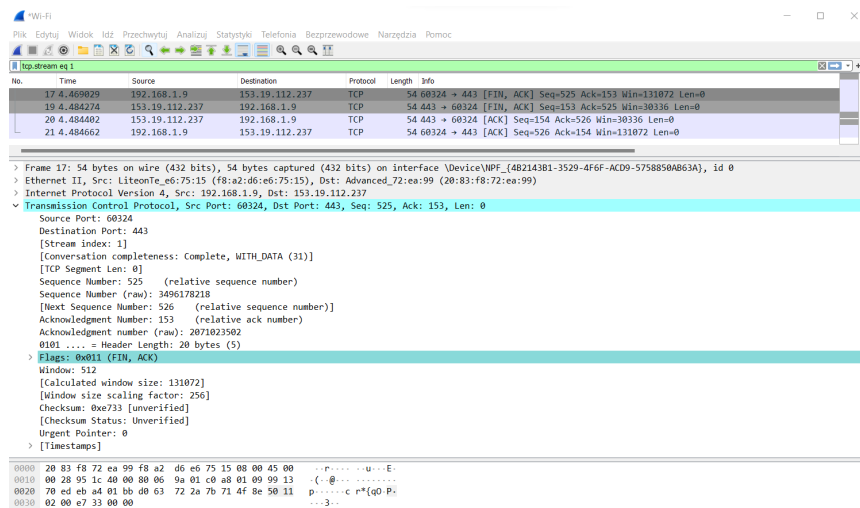 *Wi-Fi
Plik Edytuj Widok Idź Przechwytuj Analizuj Statystyki Telefonia Bezprzewodowe Narzędzia Pomoc
tcp.stream eq 1
No. Time Source Destination Protocol Length Info
17 4.469029 192.168.1.9 153.19.112.237 TCP 54 60324 → 443 [FIN, ACK] Seq=525 Ack=153 Win=131072 Len=0
19 4.484274 153.19.112.237 192.168.1.9 TCP 54 443 → 60324 [FIN, ACK] Seq=153 Ack=525 Win=30336 Len=0
20 4.484402 153.19.112.237 192.168.1.9 TCP 54 443 → 60324 [ACK] Seq=154 Ack=526 Win=30336 Len=0
21 4.484662 192.168.1.9 153.19.112.237 TCP 54 60324 → 443 [ACK] Seq=526 Ack=154 Win=131072 Len=0
> Frame 17: 54 bytes on wire (432 bits), 54 bytes captured (432 bits) on interface \Device\NPF_{4B2143B1-3529-4F6F-ACD9-5758850AB63A}, id 0
> Ethernet II, Src: LiteonTe_e6:75:15 (f8:a2:d6:e6:75:15), Dst: Advanced_72:ea:99 (20:83:f8:72:ea:99)
> Internet Protocol Version 4, Src: 192.168.1.9, Dst: 153.19.112.237
Transmission Control Protocol, Src Port: 60324, Dst Port: 443, Seq: 525, Ack: 153, Len: 0
Source Port: 60324
Destination Port: 443
[Stream index: 1]
[Conversation completeness: Complete, WITH_DATA (31)]
[TCP Segment Len: 0]
Sequence Number: 525 (relative sequence number)
Sequence Number (raw): 3496178218
[Next Sequence Number: 526 (relative sequence number)]
Acknowledgment Number: 153 (relative ack number)
Acknowledgment number (raw): 2071023502
0101 .... = Header Length: 20 bytes (5)
> Flags: 0x011 (FIN, ACK)
Window: 512
[Calculated window size: 131072]
[Window size scaling factor: 256]
Checksum: 0xe733 [unverified]
[Checksum Status: Unverified]
Urgent Pointer: 0
> [Timestamps]
0000 20 83 f8 72 ea 99 f8 a2 d6 e6 75 15 08 00 45 00 ··r···· ··u···E·
0010 00 28 95 1c 40 00 80 06 9a 01 c0 a8 01 09 99 13 ·(··@··· ········
0020 70 ed eb a4 01 bb d0 63 72 2a 7b 71 4f 8e 50 11 p······c r*{qO·P·
0030 02 00 e7 33 00 00 ···3··